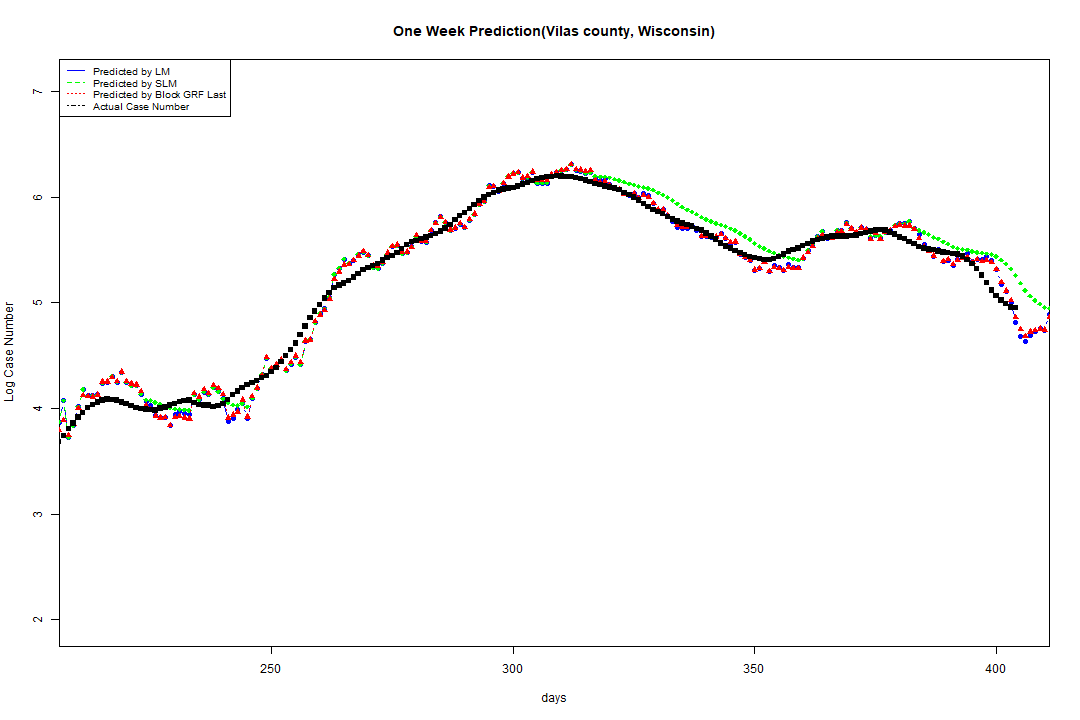 One Week Prediction(Vilas county, Wisconsin)
Predicted by LM
Predicted by SLM
Predicted by Block GRF Last
Actual Case Number
7
6
5
4
3
2
Log Case Number
250 300 350 400
days